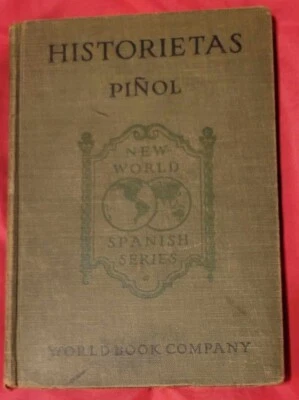 HISTORIETAS
PIÑOL
NEW
WORLD
SPANISH
SERIES
WORLD BOOK COMPANY